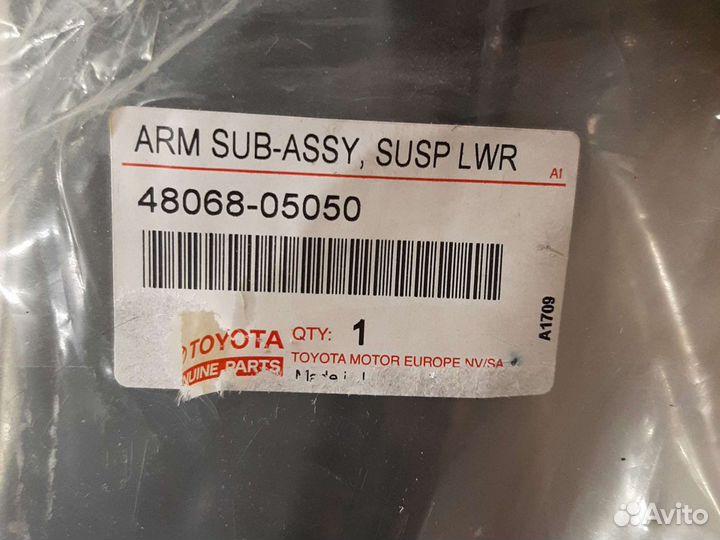 ARM SUB-ASSY, SUSP LWR
AI
48068-05050
A1709
TOYOTA
QTY: 1
PARTS
TOYOTA MOTOR EUROPE NV/SA
Avito